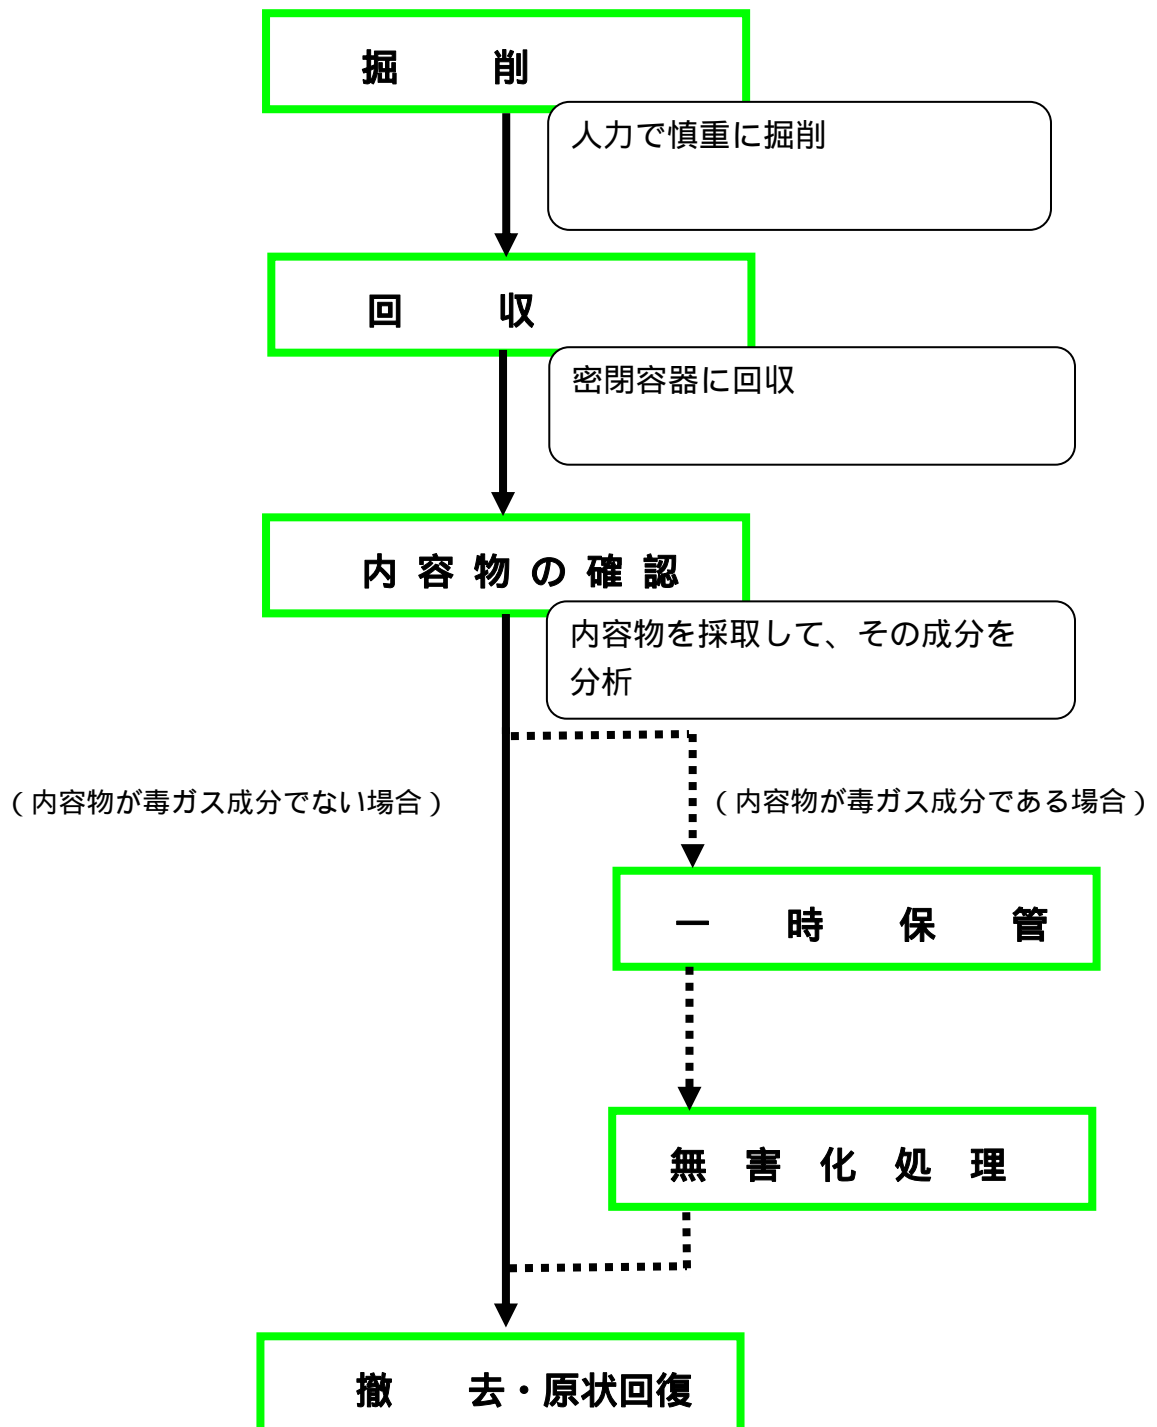 掘　　削
人力で慎重に掘削
回　　収
密閉容器に回収
内 容 物 の 確 認
内容物を採取して、その成分を
分析
（内容物が毒ガス成分でない場合）
（内容物が毒ガス成分である場合）
一　時　保　管
無 害 化 処 理
撤　　去・原状回復